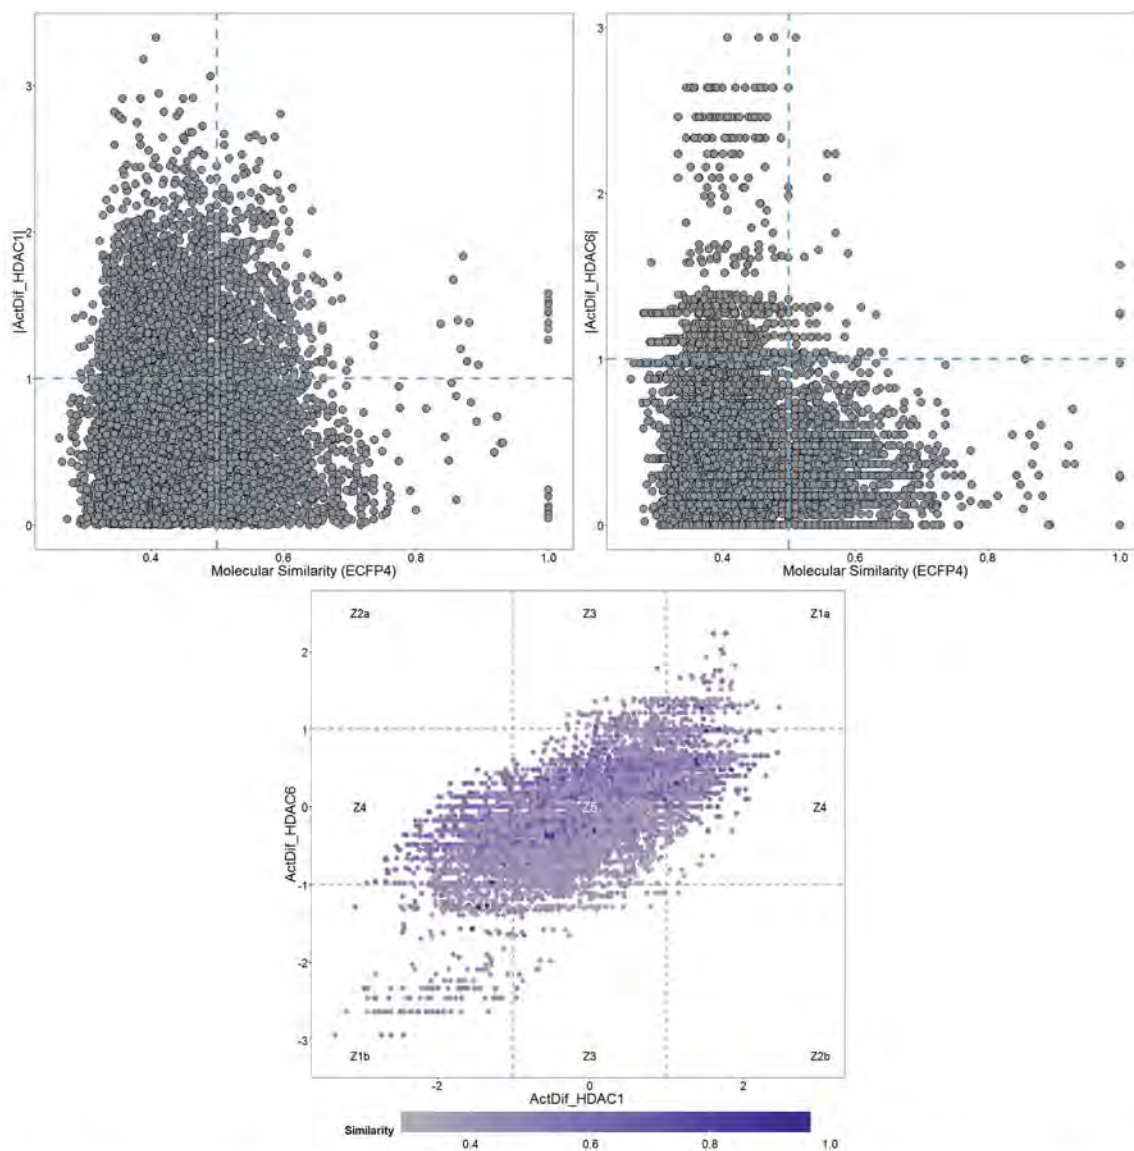 |ActDif_HDAC1|
3
2
1
0
0.4 0.6 0.8 1.0
Molecular Similarity (ECFP4)
|ActDif_HDAC6|
3
2
1
0
0.4 0.6 0.8 1.0
Molecular Similarity (ECFP4)
Z2a Z3 Z1a
Z4 Z5 Z4
Z1b Z3 Z2b
ActDif_HDAC6
2
1
0
-1
-2
-3
-2 0 2
ActDif_HDAC1
Similarity
0.4 0.6 0.8 1.0